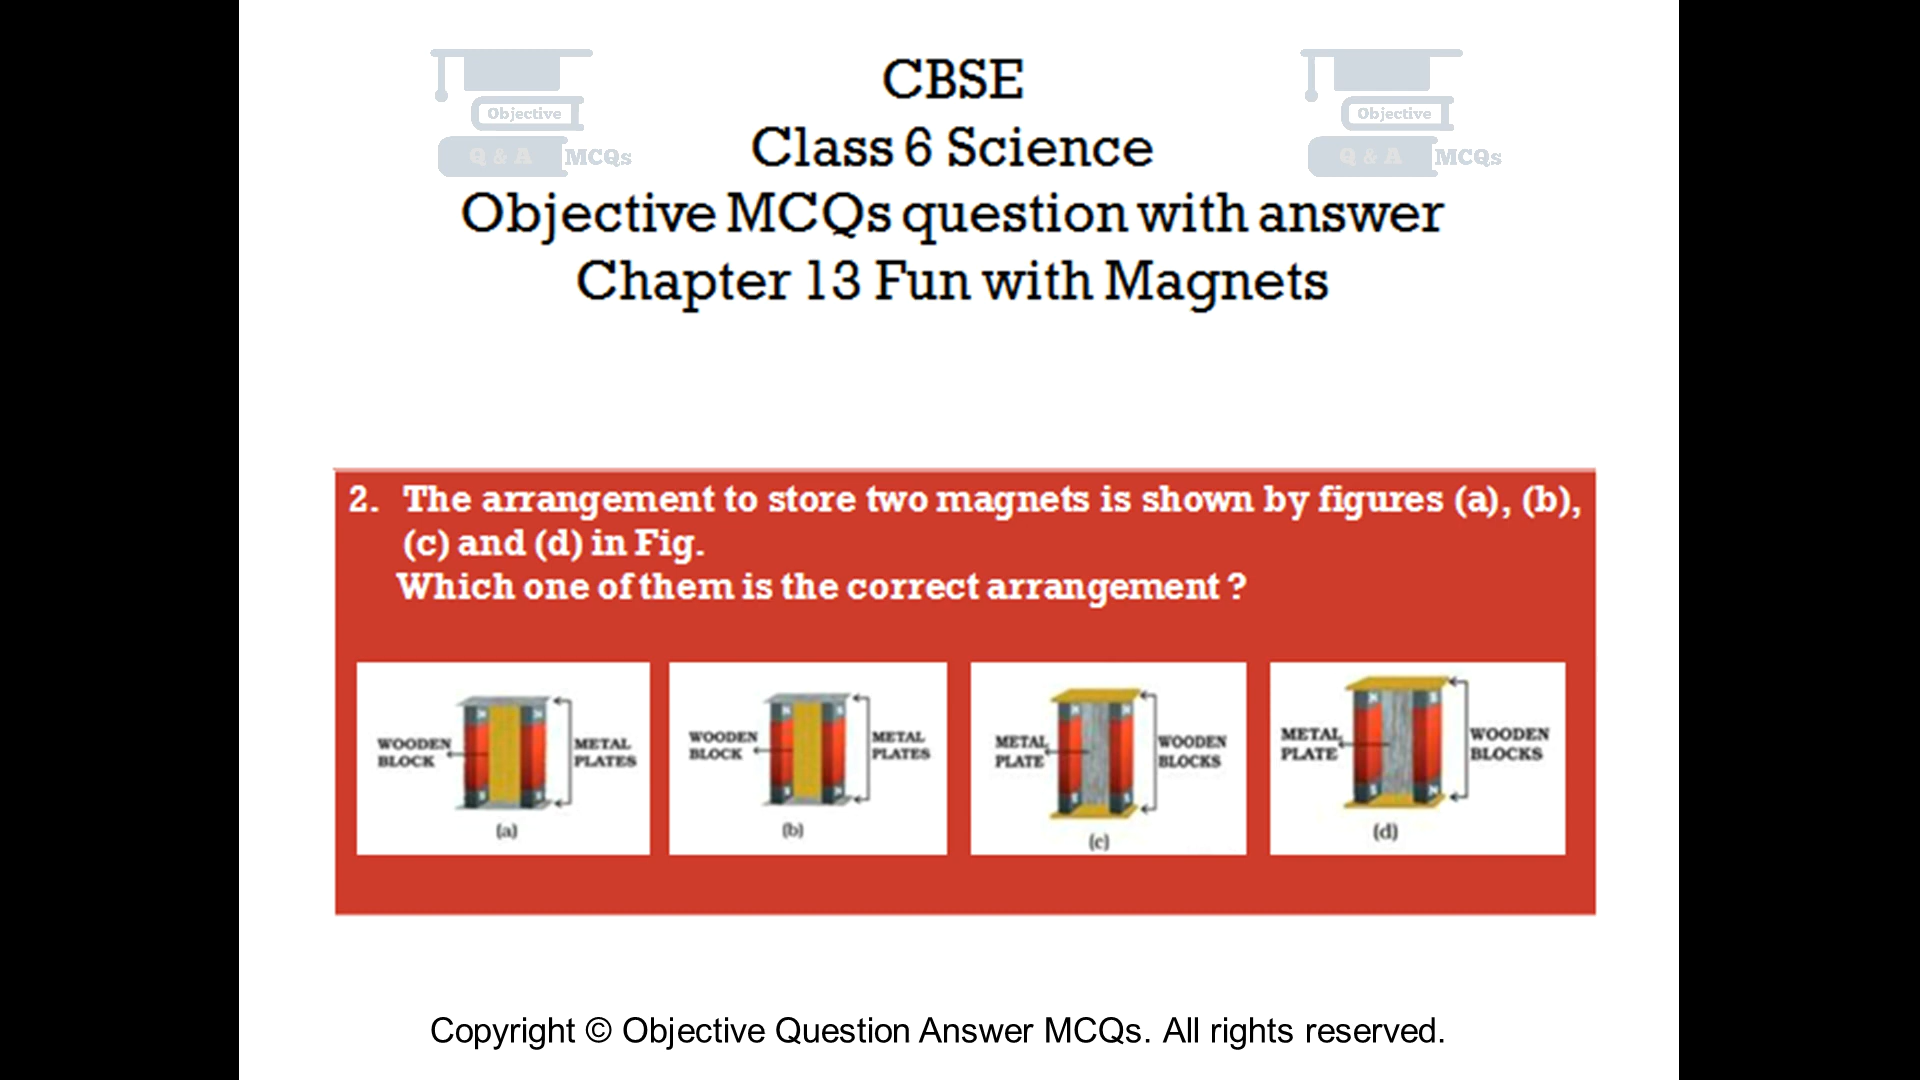 Objective
Q & A MCQs
Objective
Q & A MCQs
CBSE
Class 6 Science
Objective MCQs question with answer
Chapter 13 Fun with Magnets
2. The arrangement to store two magnets is shown by figures (a), (b),
(c) and (d) in Fig.
Which one of them is the correct arrangement ?
WOODEN
BLOCK
METAL
PLATES
(a)
WOODEN
BLOCK
METAL
PLATES
(b)
METAL
PLATE
WOODEN
BLOCKS
(c)
METAL
PLATE
WOODEN
BLOCKS
(d)
Copyright © Objective Question Answer MCQs. All rights reserved.